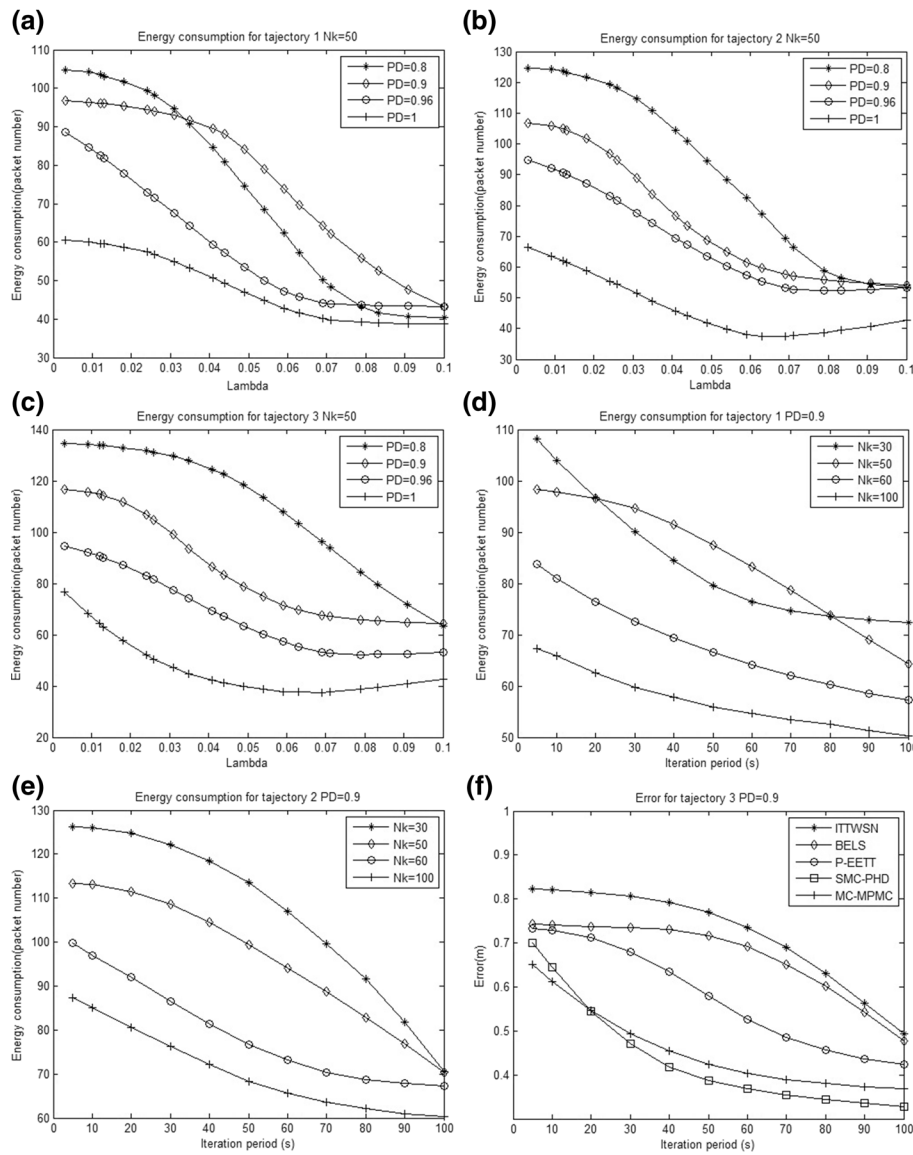 (a)
Energy consumption for tajectory 1 Nk=50
110
100
90
80
70
60
50
40
30
Energy consumption(packet number)
PD=0.8
PD=0.9
PD=0.96
PD=1
0 0.01 0.02 0.03 0.04 0.05 0.06 0.07 0.08 0.09 0.1
Lambda
(b)
Energy consumption for tajectory 2 Nk=50
130
120
110
100
90
80
70
60
50
40
30
Energy consumption(packet number)
PD=0.8
PD=0.9
PD=0.96
PD=1
0 0.01 0.02 0.03 0.04 0.05 0.06 0.07 0.08 0.09 0.1
Lambda
(c)
Energy consumption for tajectory 3 Nk=50
140
120
100
80
60
40
20
Energy consumption(packet number)
PD=0.8
PD=0.9
PD=0.96
PD=1
0 0.01 0.02 0.03 0.04 0.05 0.06 0.07 0.08 0.09 0.1
Lambda
(d)
Energy consumption for tajectory 1 PD=0.9
110
100
90
80
70
60
50
Energy consumption(packet number)
Nk=30
Nk=50
Nk=60
Nk=100
0 10 20 30 40 50 60 70 80 90 100
Iteration period (s)
(e)
Energy consumption for tajectory 2 PD=0.9
130
120
110
100
90
80
70
60
Energy consumption(packet number)
Nk=30
Nk=50
Nk=60
Nk=100
0 10 20 30 40 50 60 70 80 90 100
Iteration period (s)
(f)
Error for tajectory 3 PD=0.9
1
0.9
0.8
0.7
0.6
0.5
0.4
Error(m)
ITTWSN
BELS
P-EETT
SMC-PHD
MC-MPMC
0 10 20 30 40 50 60 70 80 90 100
Iteration period (s)